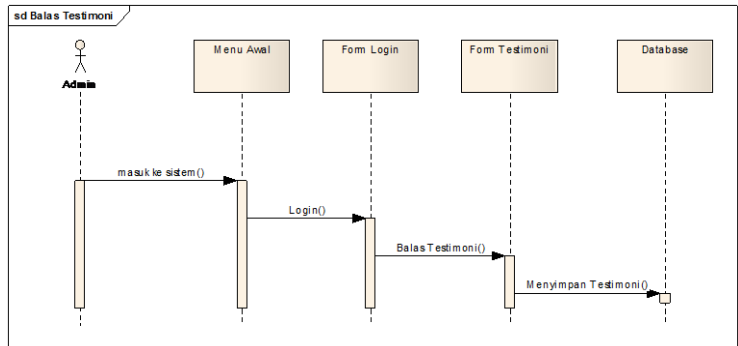 sd Balas Testimoni
Admin
Menu Awal
Form Login
Form Testimoni
Database
masuk ke sistem()
Login()
Balas Testimoni()
Menyimpan Testimoni()